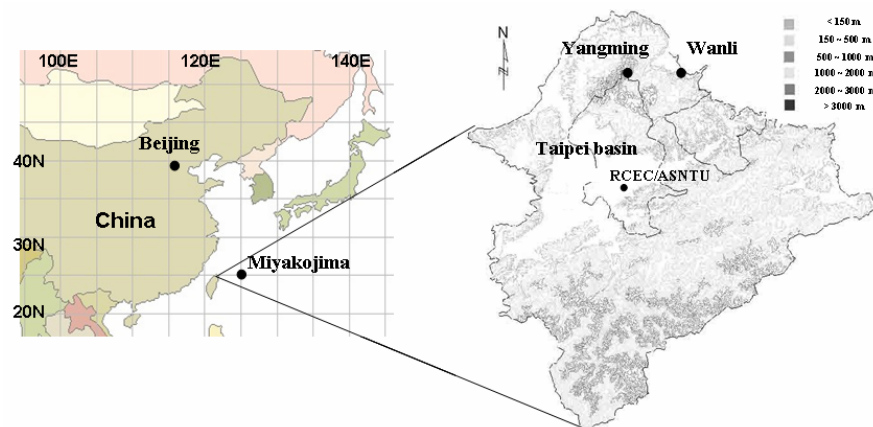 100E 120E 140E
Beijing
40N
China
30N
Miyakojima
20N
N
Yangming
Wanli
Taipei basin
RCEC/ASNTU
< 150 m
150 ~ 500 m
500 ~ 1000 m
1000 ~ 2000 m
2000 ~ 3000 m
> 3000 m